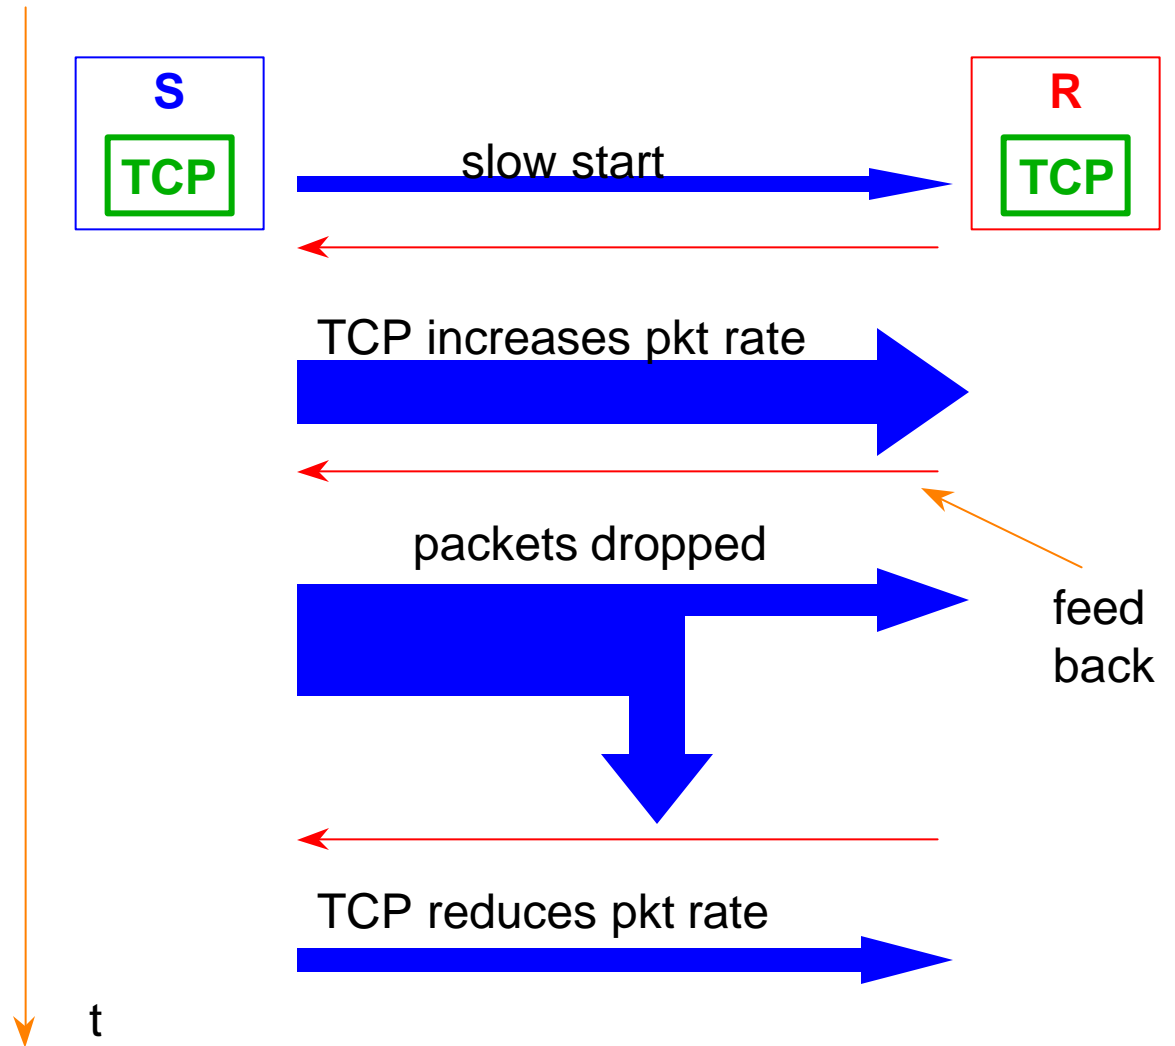 S
R
TCP
TCP
slow start
TCP increases pkt rate
packets dropped
feed
back
TCP reduces pkt rate
t